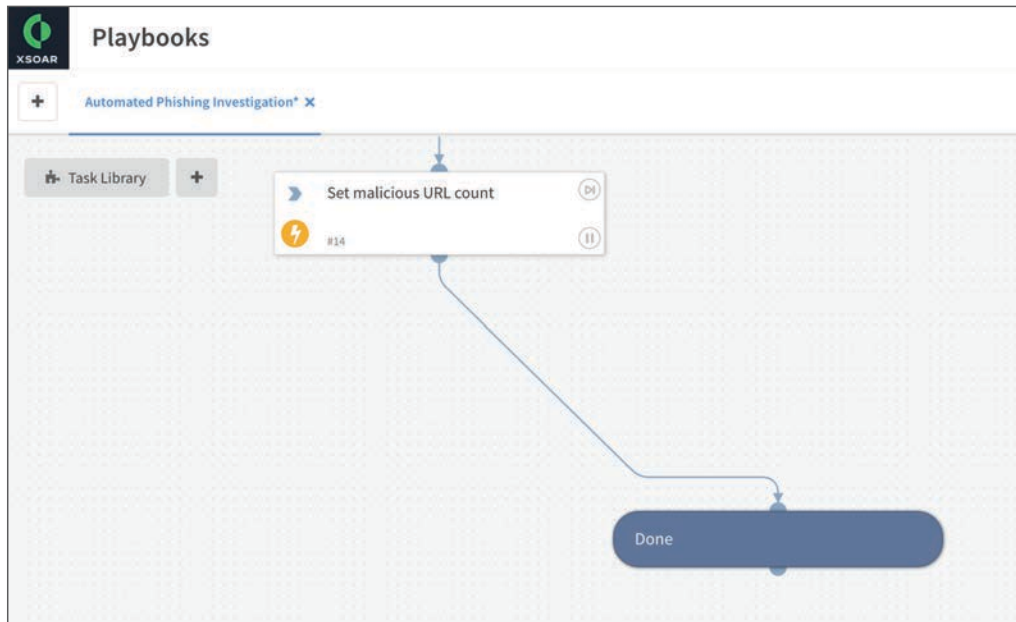 XSOAR
Playbooks
+
Automated Phishing Investigation* ×
Task Library +
Set malicious URL count
#14
Done